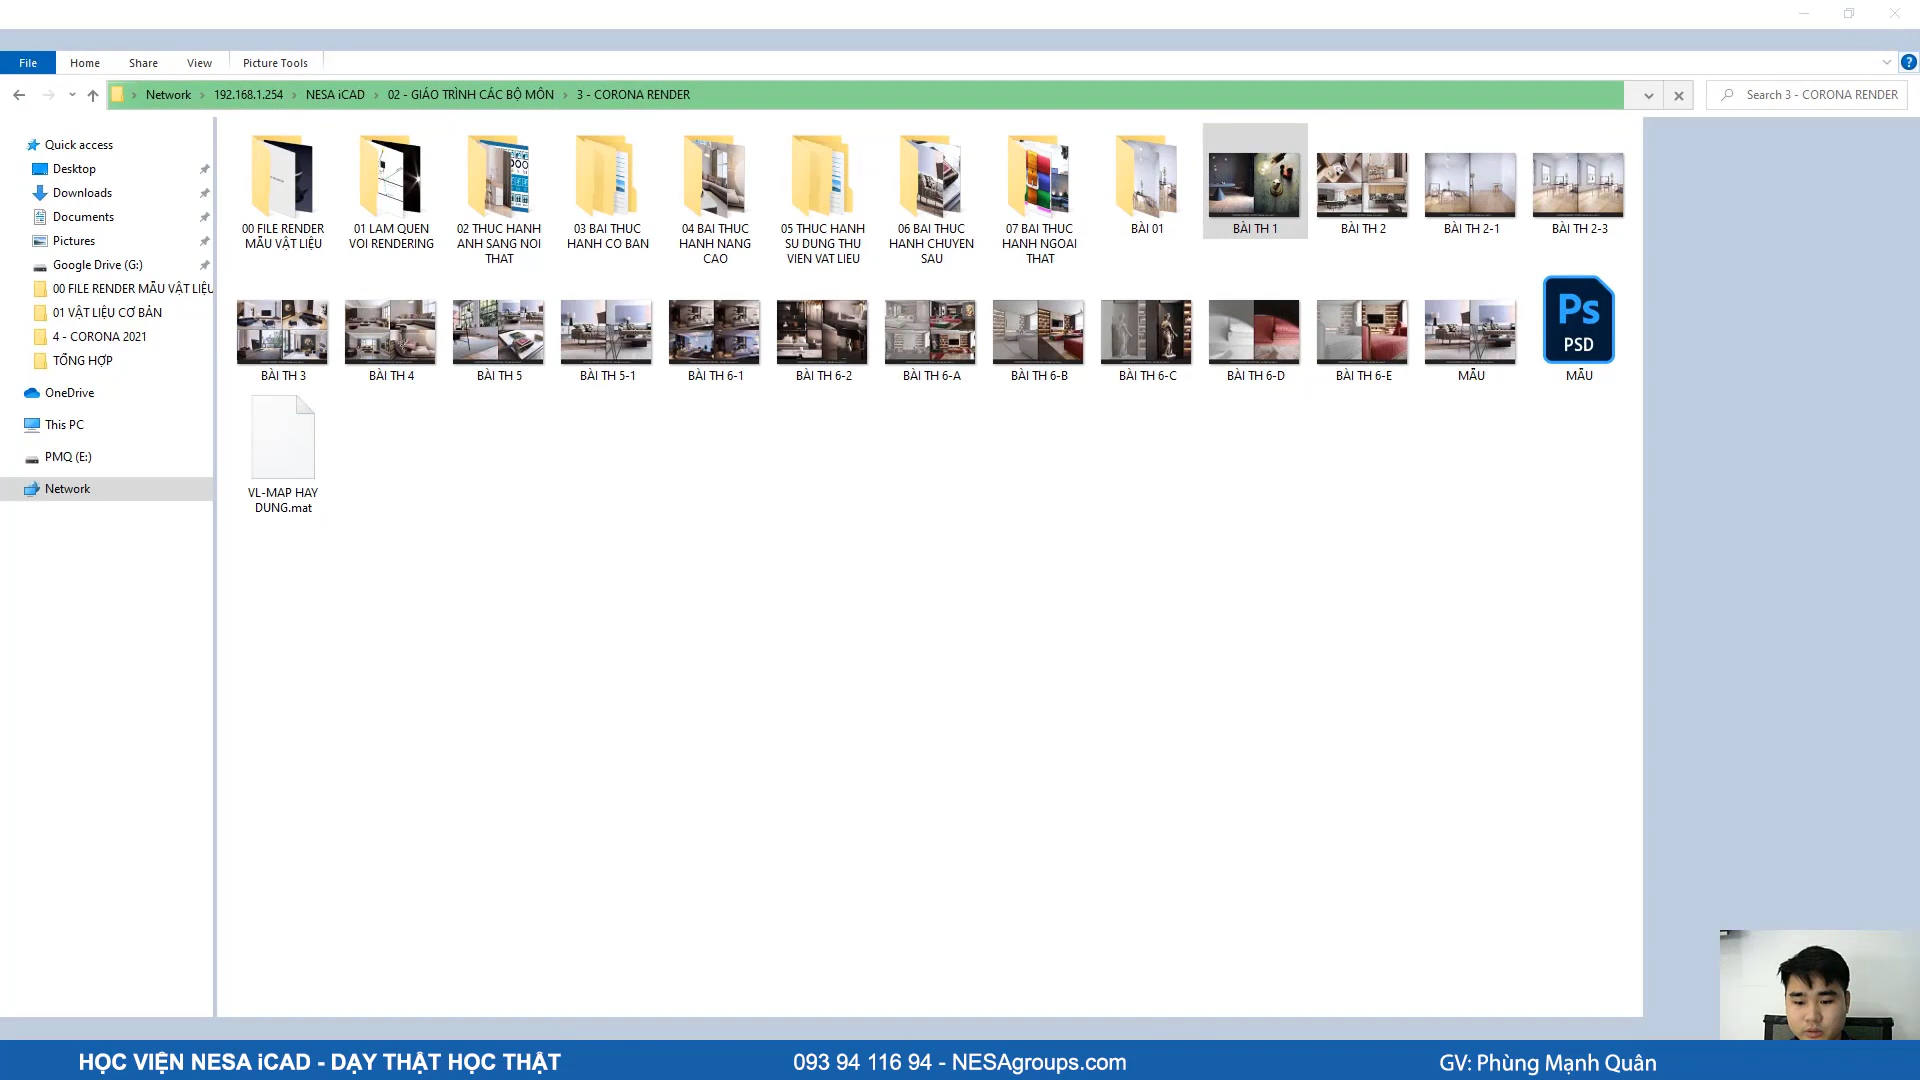 File Home Share View Picture Tools
Network 192.168.1.254 NESA iCAD 02 - GIÁO TRÌNH CÁC BỘ MÔN 3 - CORONA RENDER
Search 3 - CORONA RENDER
Quick access
Desktop
Downloads
Documents
Pictures
Google Drive (G:)
00 FILE RENDER MẪU VẬT LIỆU
01 VẬT LIỆU CƠ BẢN
4 - CORONA 2021
TỔNG HỢP
OneDrive
This PC
PMQ (E:)
Network
00 FILE RENDER
MẪU VẬT LIỆU
01 LAM QUEN
VOI RENDERING
02 THUC HANH
ANH SANG NOI
THAT
03 BAI THUC
HANH CO BAN
04 BAI THUC
HANH NANG
CAO
05 THUC HANH
SU DUNG THU
VIEN VAT LIEU
06 BAI THUC
HANH CHUYEN
SAU
07 BAI THUC
HANH NGOAI
THAT
BÀI 01
BÀI TH 1
BÀI TH 2
BÀI TH 2-1
BÀI TH 2-3
BÀI TH 3
BÀI TH 4
BÀI TH 5
BÀI TH 5-1
BÀI TH 6-1
BÀI TH 6-2
BÀI TH 6-A
BÀI TH 6-B
BÀI TH 6-C
BÀI TH 6-D
BÀI TH 6-E
MẪU
Ps
PSD
MẪU
VL-MAP HAY
DUNG.mat
HỌC VIỆN NESA iCAD - DẠY THẬT HỌC THẬT
093 94 116 94 - NESAgroups.com
GV: Phùng Mạnh Quân